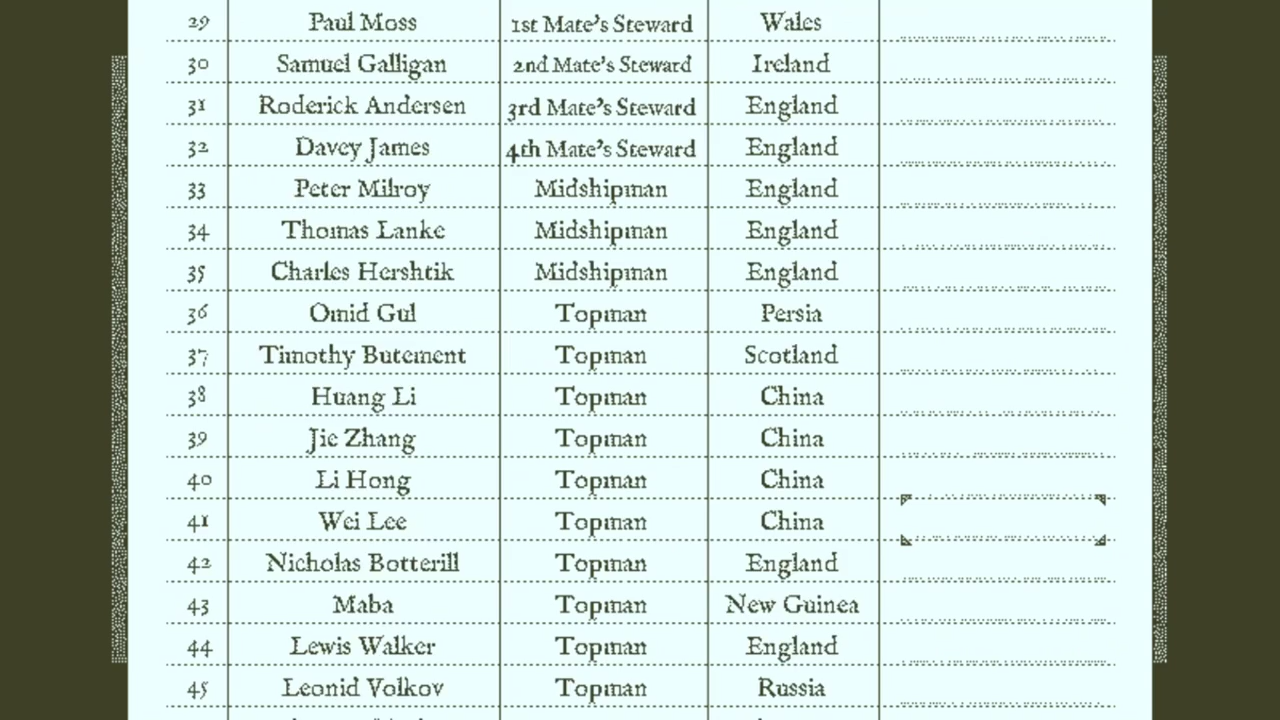 29 Paul Moss 1st Mate's Steward Wales
30 Samuel Galligan 2nd Mate's Steward Ireland
31 Roderick Andersen 3rd Mate's Steward England
32 Davey James 4th Mate's Steward England
33 Peter Milroy Midshipman England
34 Thomas Lanke Midshipman England
35 Charles Hershtik Midshipman England
36 Omid Gul Topman Persia
37 Timothy Butement Topman Scotland
38 Huang Li Topman China
39 Jie Zhang Topman China
40 Li Hong Topman China
41 Wei Lee Topman China
42 Nicholas Botterill Topman England
43 Maba Topman New Guinea
44 Lewis Walker Topman England
45 Leonid Volkov Topman Russia